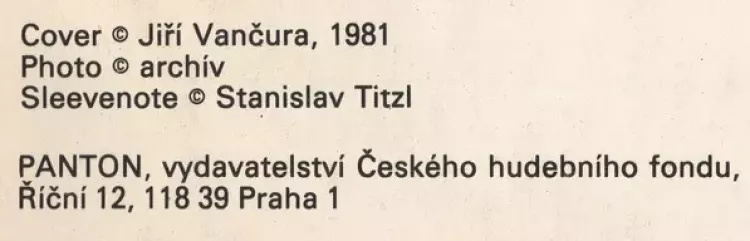 Cover © Jiří Vančura, 1981
Photo © archív
Sleevenote © Stanislav Titzl
PANTON, vydavatelství Českého hudebního fondu,
Říční 12, 118 39 Praha 1